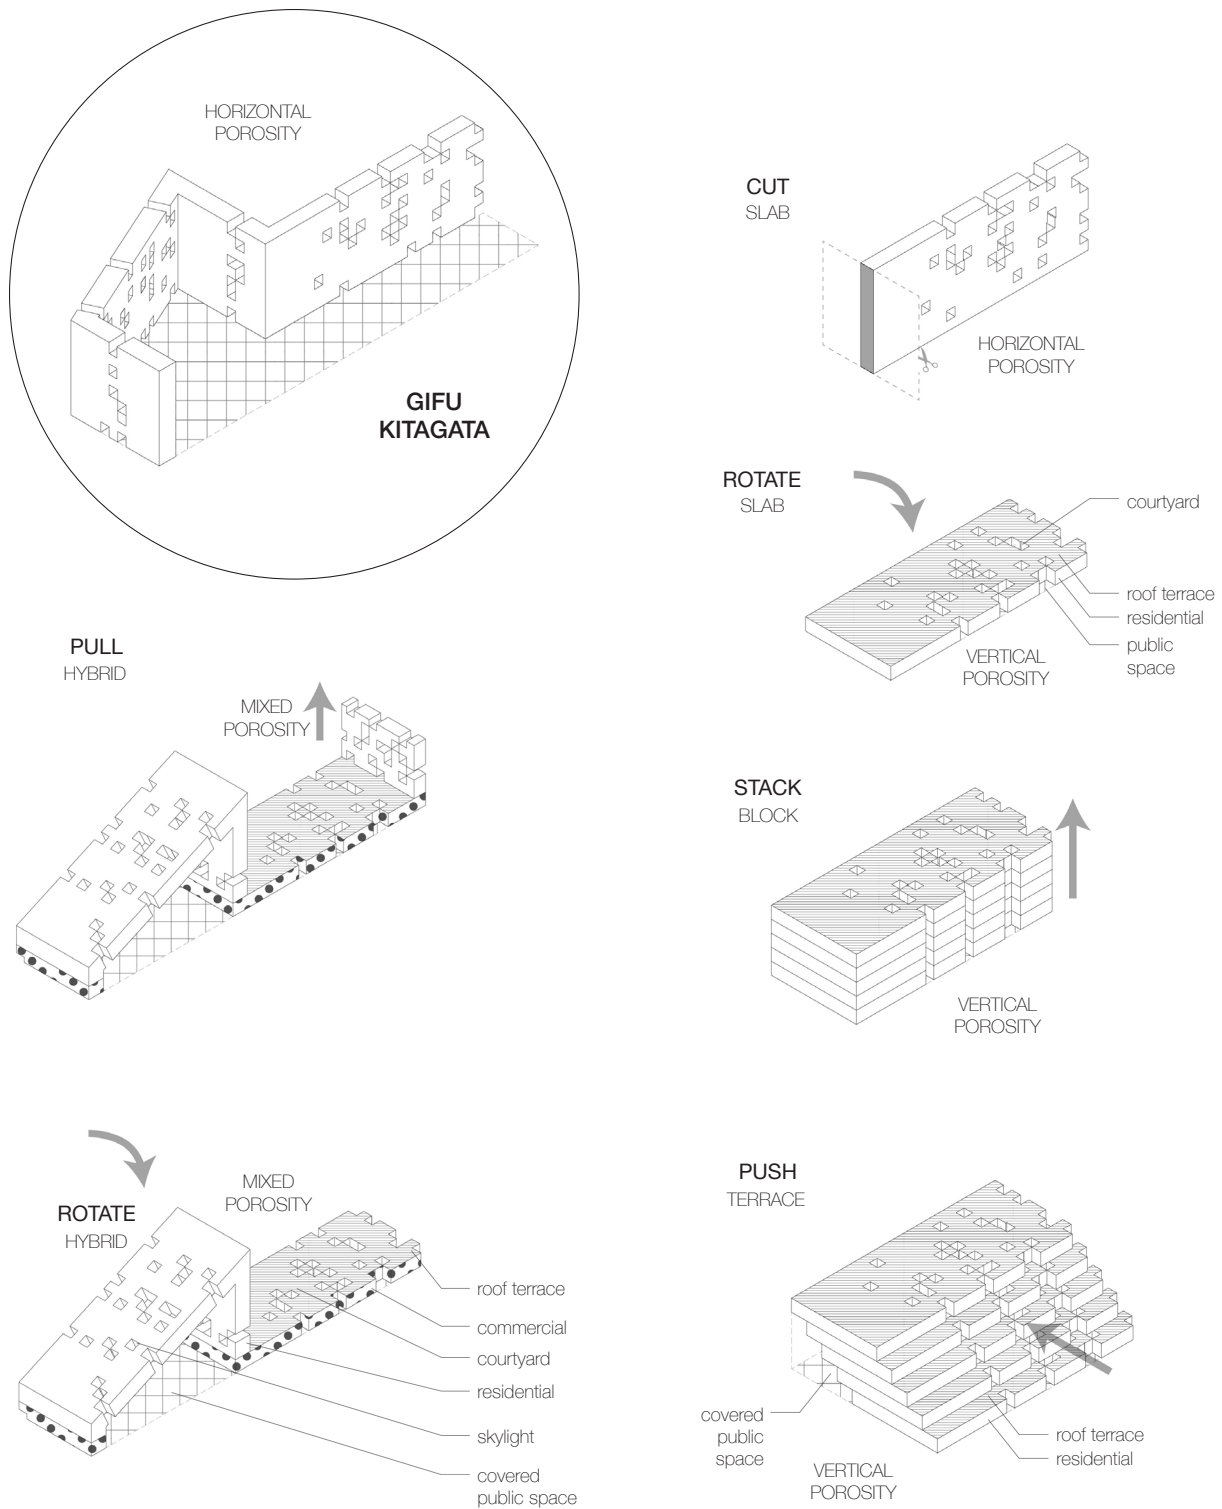 HORIZONTAL
POROSITY
GIFU
KITAGATA
CUT
SLAB
HORIZONTAL
POROSITY
ROTATE
SLAB
courtyard
roof terrace
residential
public
space
VERTICAL
POROSITY
PULL
HYBRID
MIXED
POROSITY
STACK
BLOCK
VERTICAL
POROSITY
ROTATE
HYBRID
MIXED
POROSITY
roof terrace
commercial
courtyard
residential
skylight
covered
public space
PUSH
TERRACE
covered
public
space
roof terrace
residential
VERTICAL
POROSITY